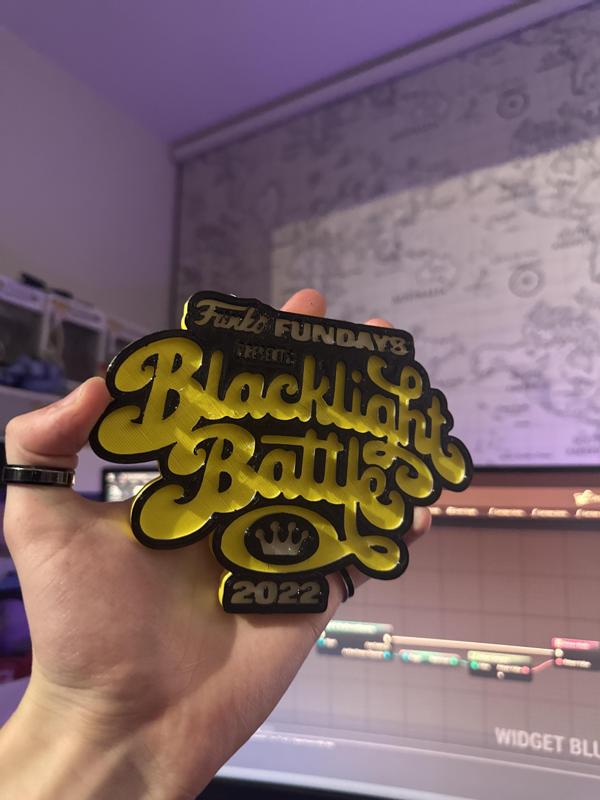 Funko FUNDAYS
PRESENTS
Blacklight
Battle
2022
WIDGET BLU